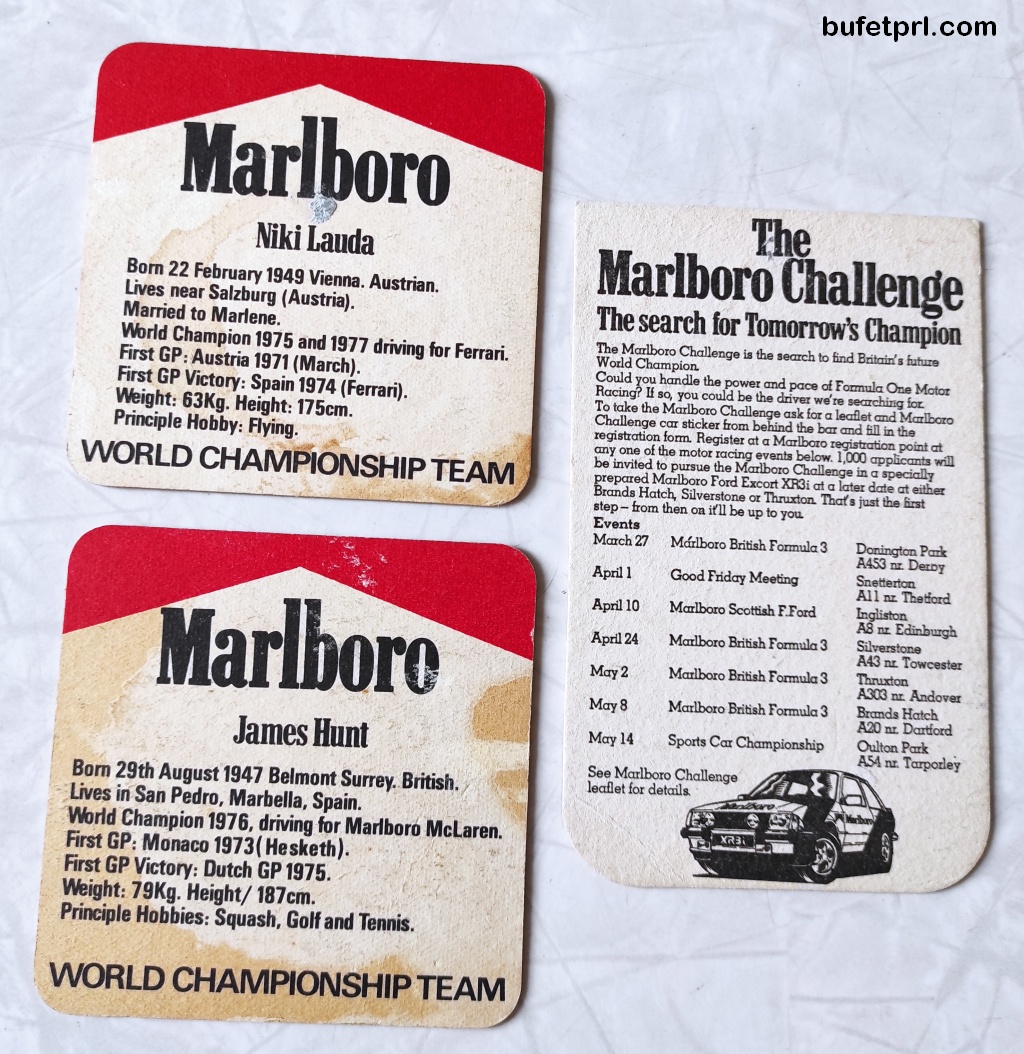 bufetprl.com
Marlboro
Niki Lauda
Born 22 February 1949 Vienna. Austrian.
Lives near Salzburg (Austria).
Married to Marlene.
World Champion 1975 and 1977 driving for Ferrari.
First GP: Austria 1971 (March).
First GP Victory: Spain 1974 (Ferrari).
Weight: 63Kg. Height: 175cm.
Principle Hobby: Flying.
WORLD CHAMPIONSHIP TEAM
Marlboro
James Hunt
Born 29th August 1947 Belmont Surrey. British.
Lives in San Pedro, Marbella, Spain.
World Champion 1976, driving for Marlboro McLaren.
First GP: Monaco 1973 (Hesketh).
First GP Victory: Dutch GP 1975.
Weight: 79Kg. Height/ 187cm.
Principle Hobbies: Squash, Golf and Tennis.
WORLD CHAMPIONSHIP TEAM
The
Marlboro Challenge
The search for Tomorrow's Champion
The Marlboro Challenge is the search to find Britain's future
World Champion.
Could you handle the power and pace of Formula One Motor
Racing? If so, you could be the driver we're searching for.
To take the Marlboro Challenge ask for a leaflet and Marlboro
Challenge car sticker from behind the bar and fill in the
registration form. Register at a Marlboro registration point at
any one of the motor racing events below. 1,000 applicants will
be invited to pursue the Marlboro Challenge in a specially
prepared Marlboro Ford Excort XR3i at a later date at either
Brands Hatch, Silverstone or Thruxton. That's just the first
step – from then on it'll be up to you.
Events
March 27 Marlboro British Formula 3 Donington Park
A453 nr. Derby
April 1 Good Friday Meeting Snetterton
A11 nr. Thetford
April 10 Marlboro Scottish F.Ford Ingliston
A8 nr. Edinburgh
April 24 Marlboro British Formula 3 Silverstone
A43 nr. Towcester
May 2 Marlboro British Formula 3 Thruxton
A303 nr. Andover
May 8 Marlboro British Formula 3 Brands Hatch
A20 nr. Dartford
May 14 Sports Car Championship Oulton Park
A54 nr. Tarporley
See Marlboro Challenge
leaflet for details.
Marlboro
Marlboro
XR3i